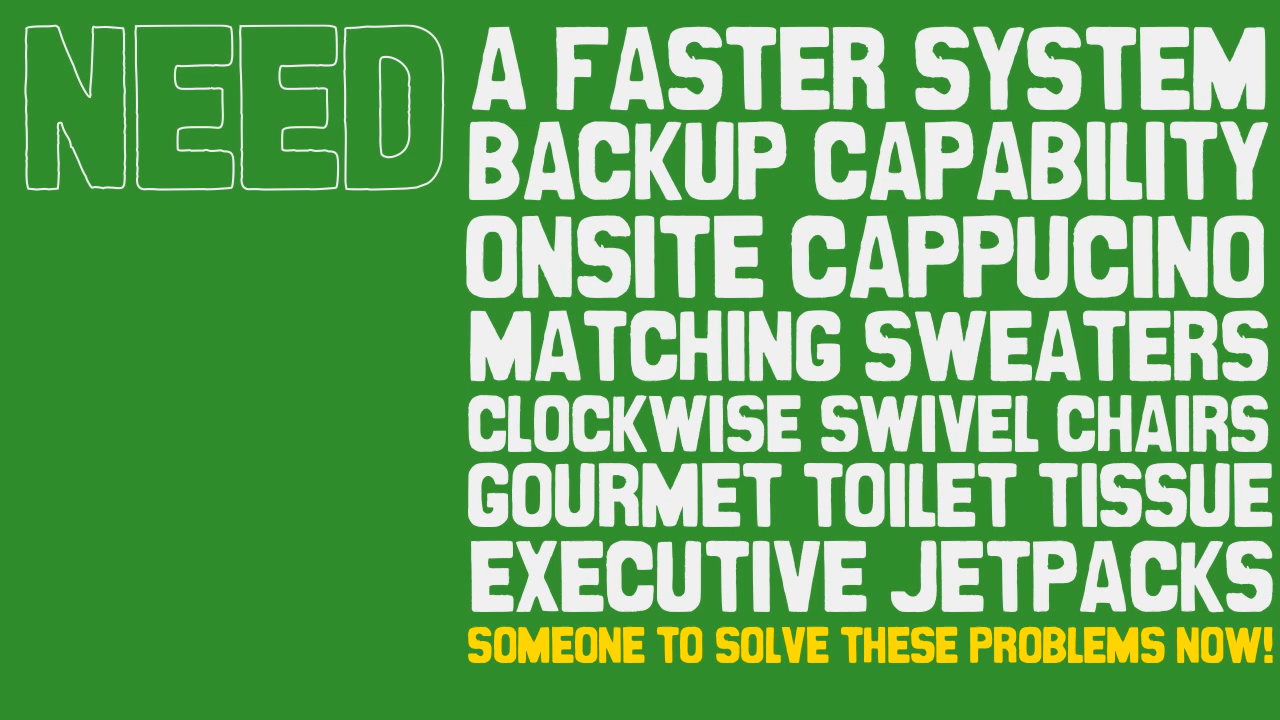 NEED
A FASTER SYSTEM
BACKUP CAPABILITY
ONSITE CAPPUCINO
MATCHING SWEATERS
CLOCKWISE SWIVEL CHAIRS
GOURMET TOILET TISSUE
EXECUTIVE JETPACKS
SOMEONE TO SOLVE THESE PROBLEMS NOW!